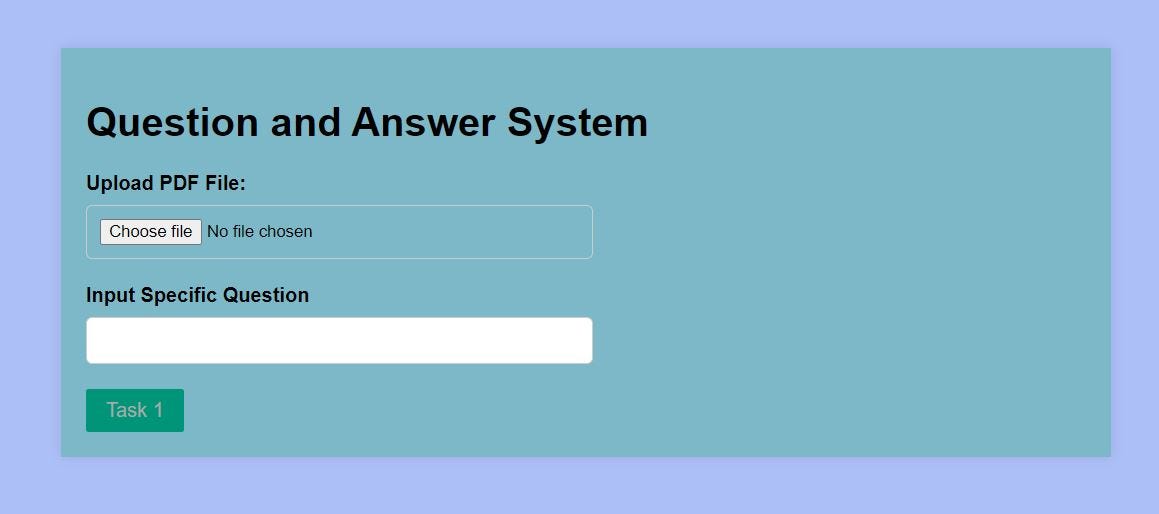 Question and Answer System
Upload PDF File:
Choose file No file chosen
Input Specific Question
Task 1